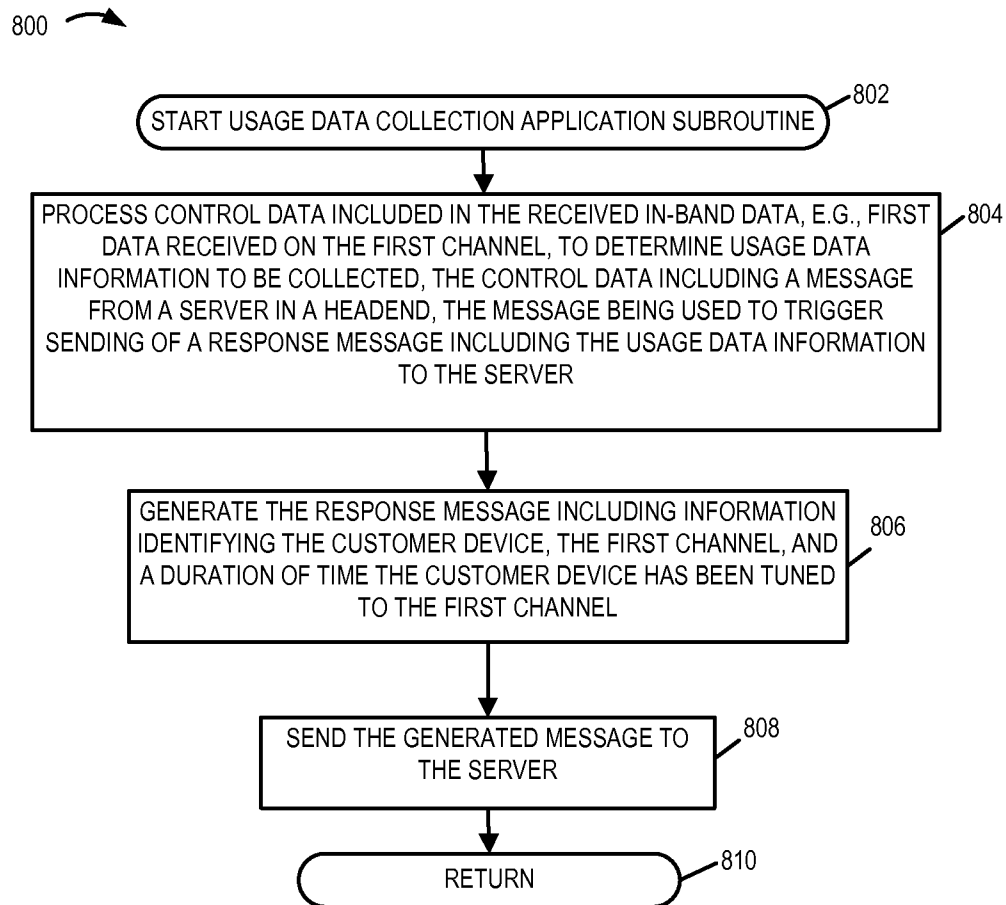 800
802
START USAGE DATA COLLECTION APPLICATION SUBROUTINE
PROCESS CONTROL DATA INCLUDED IN THE RECEIVED IN-BAND DATA, E.G., FIRST
DATA RECEIVED ON THE FIRST CHANNEL, TO DETERMINE USAGE DATA
INFORMATION TO BE COLLECTED, THE CONTROL DATA INCLUDING A MESSAGE
FROM A SERVER IN A HEADEND, THE MESSAGE BEING USED TO TRIGGER
SENDING OF A RESPONSE MESSAGE INCLUDING THE USAGE DATA INFORMATION
TO THE SERVER
804
GENERATE THE RESPONSE MESSAGE INCLUDING INFORMATION
IDENTIFYING THE CUSTOMER DEVICE, THE FIRST CHANNEL, AND
A DURATION OF TIME THE CUSTOMER DEVICE HAS BEEN TUNED
TO THE FIRST CHANNEL
806
SEND THE GENERATED MESSAGE TO
THE SERVER
808
RETURN
810